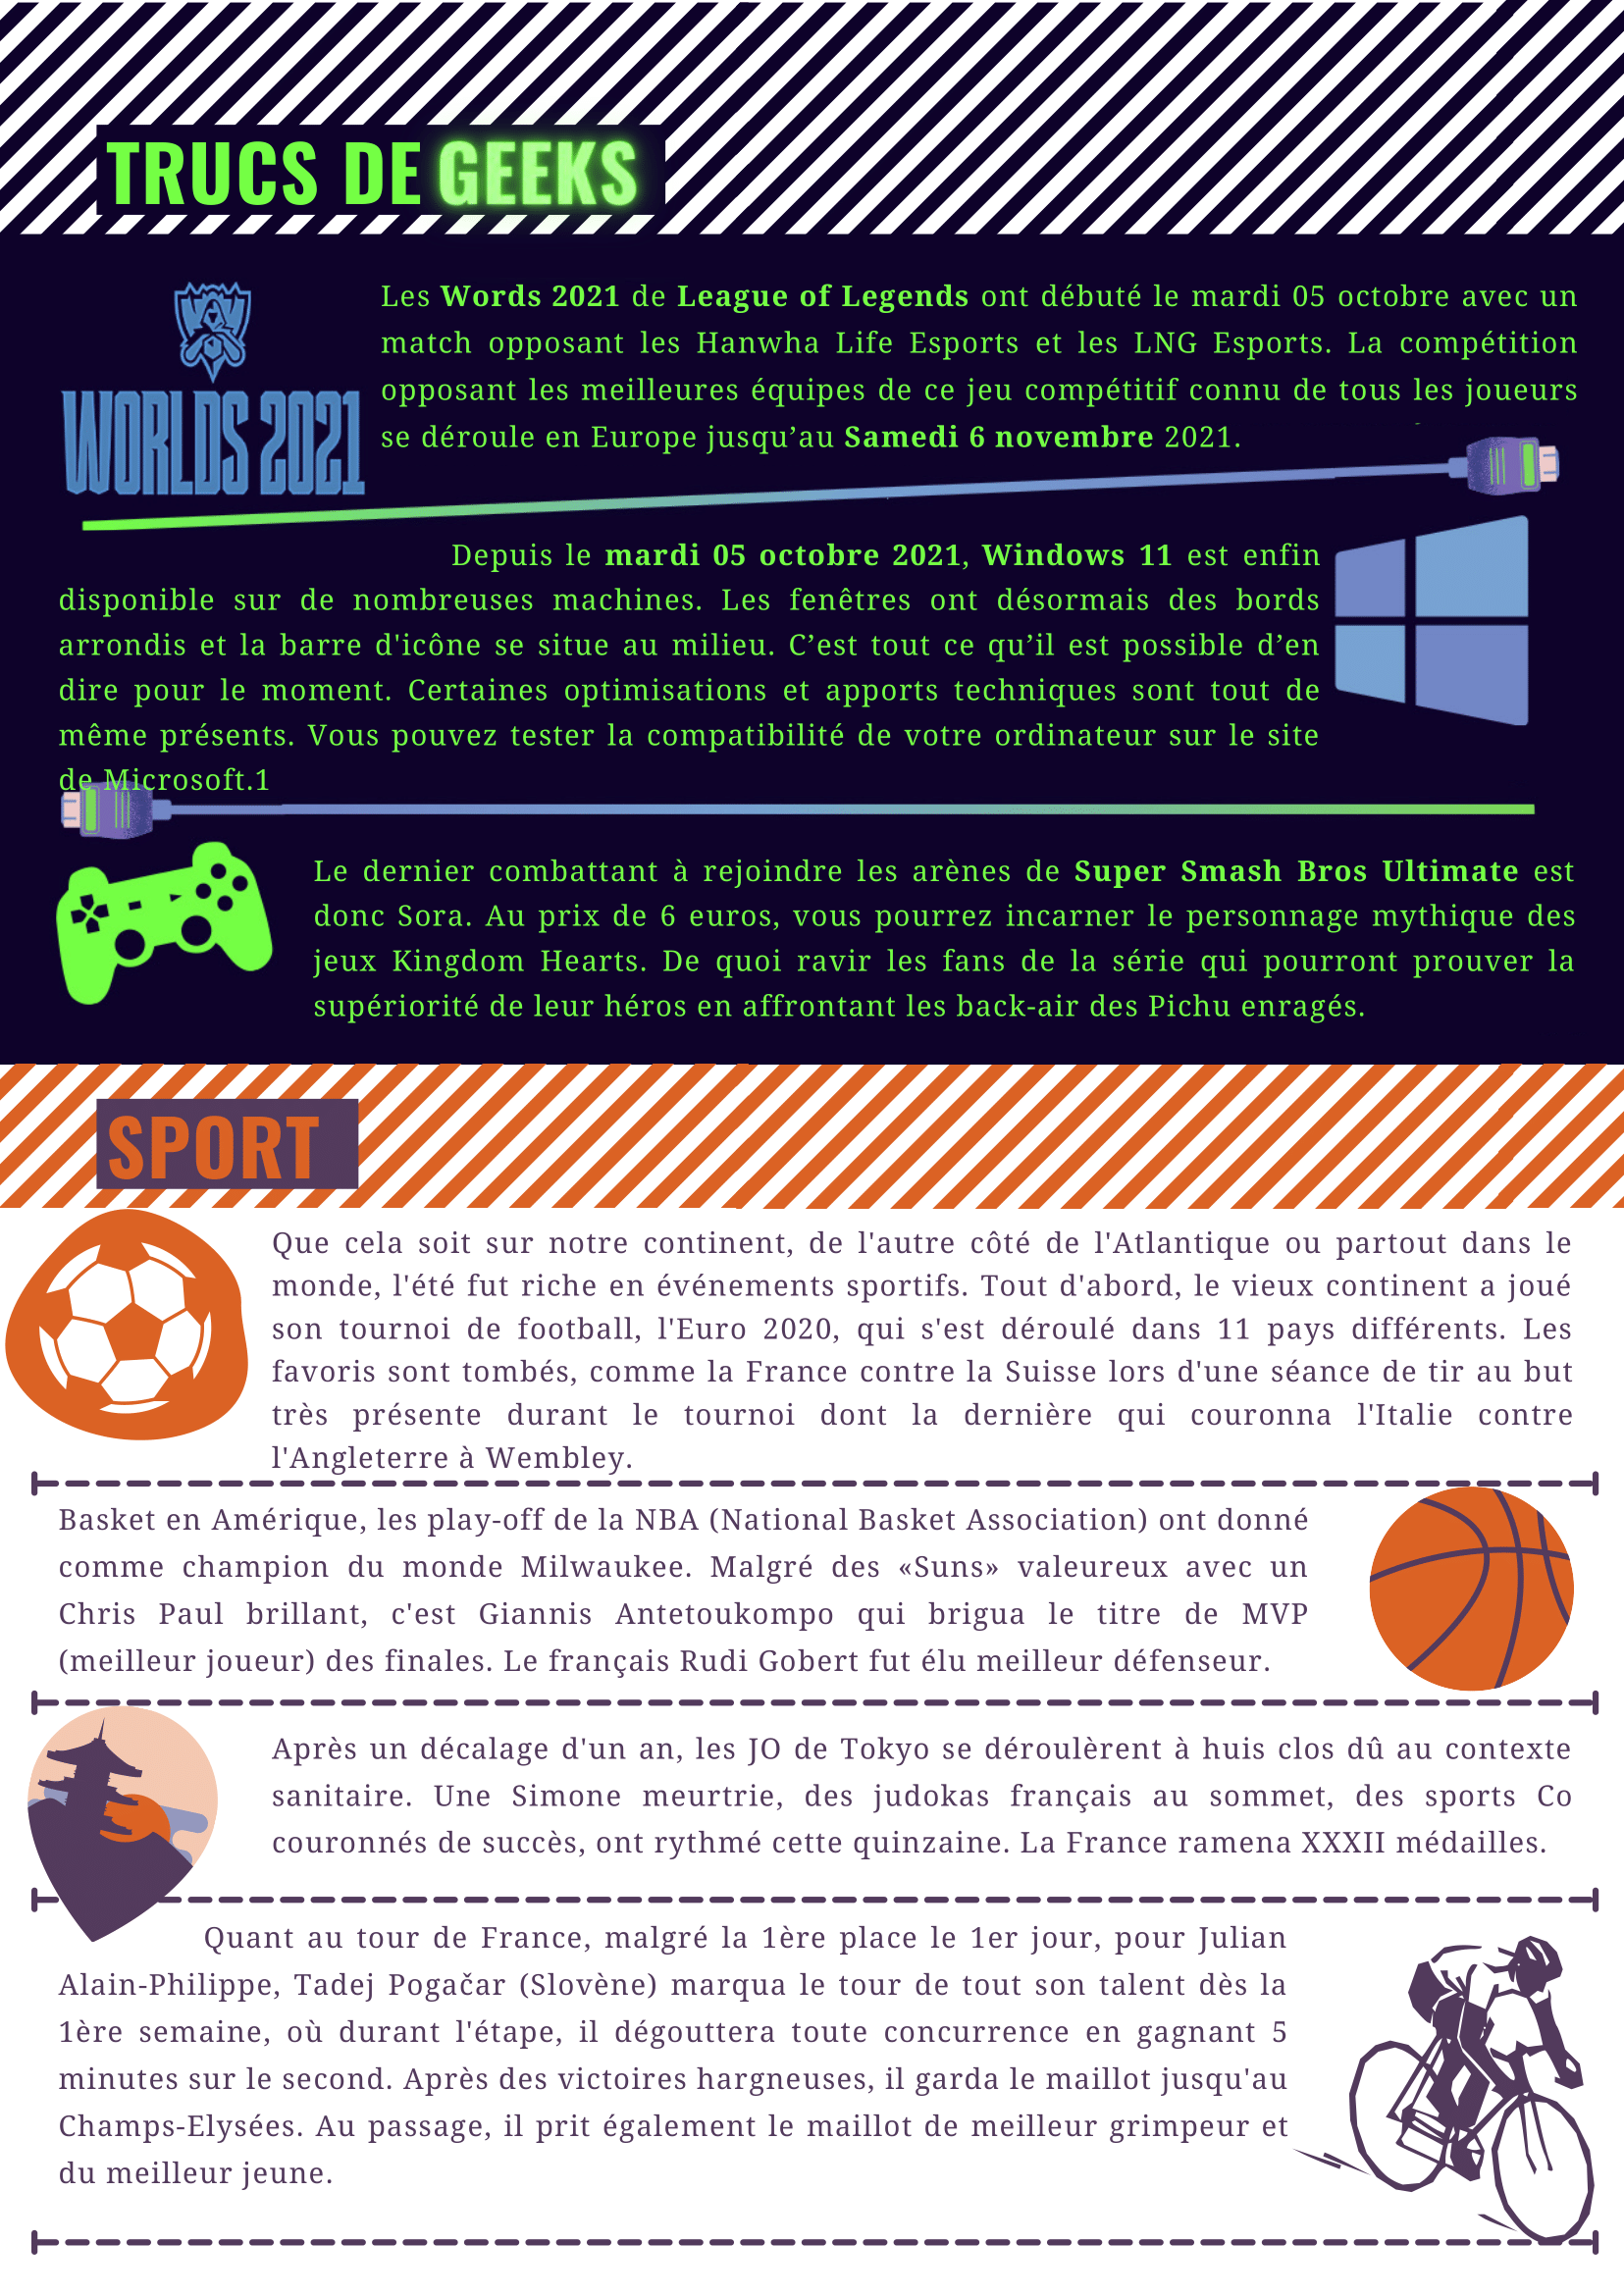 TRUCS DE GEEKS
WORLDS 2021
Les Words 2021 de League of Legends ont débuté le mardi 05 octobre avec un
match opposant les Hanwha Life Esports et les LNG Esports. La compétition
opposant les meilleures équipes de ce jeu compétitif connu de tous les joueurs
se déroule en Europe jusqu’au Samedi 6 novembre 2021.
Depuis le mardi 05 octobre 2021, Windows 11 est enfin
disponible sur de nombreuses machines. Les fenêtres ont désormais des bords
arrondis et la barre d'icône se situe au milieu. C’est tout ce qu’il est possible d’en
dire pour le moment. Certaines optimisations et apports techniques sont tout de
même présents. Vous pouvez tester la compatibilité de votre ordinateur sur le site
de Microsoft.1
Le dernier combattant à rejoindre les arènes de Super Smash Bros Ultimate est
donc Sora. Au prix de 6 euros, vous pourrez incarner le personnage mythique des
jeux Kingdom Hearts. De quoi ravir les fans de la série qui pourront prouver la
supériorité de leur héros en affrontant les back-air des Pichu enragés.
SPORT
Que cela soit sur notre continent, de l'autre côté de l'Atlantique ou partout dans le
monde, l'été fut riche en événements sportifs. Tout d'abord, le vieux continent a joué
son tournoi de football, l'Euro 2020, qui s'est déroulé dans 11 pays différents. Les
favoris sont tombés, comme la France contre la Suisse lors d'une séance de tir au but
très présente durant le tournoi dont la dernière qui couronna l'Italie contre
l'Angleterre à Wembley.
Basket en Amérique, les play-off de la NBA (National Basket Association) ont donné
comme champion du monde Milwaukee. Malgré des «Suns» valeureux avec un
Chris Paul brillant, c'est Giannis Antetoukompo qui brigua le titre de MVP
(meilleur joueur) des finales. Le français Rudi Gobert fut élu meilleur défenseur.
Après un décalage d'un an, les JO de Tokyo se déroulèrent à huis clos dû au contexte
sanitaire. Une Simone meurtrie, des judokas français au sommet, des sports Co
couronnés de succès, ont rythmé cette quinzaine. La France ramena XXXII médailles.
Quant au tour de France, malgré la 1ère place le 1er jour, pour Julian
Alain-Philippe, Tadej Pogačar (Slovène) marqua le tour de tout son talent dès la
1ère semaine, où durant l'étape, il dégouttera toute concurrence en gagnant 5
minutes sur le second. Après des victoires hargneuses, il garda le maillot jusqu'au
Champs-Elysées. Au passage, il prit également le maillot de meilleur grimpeur et
du meilleur jeune.